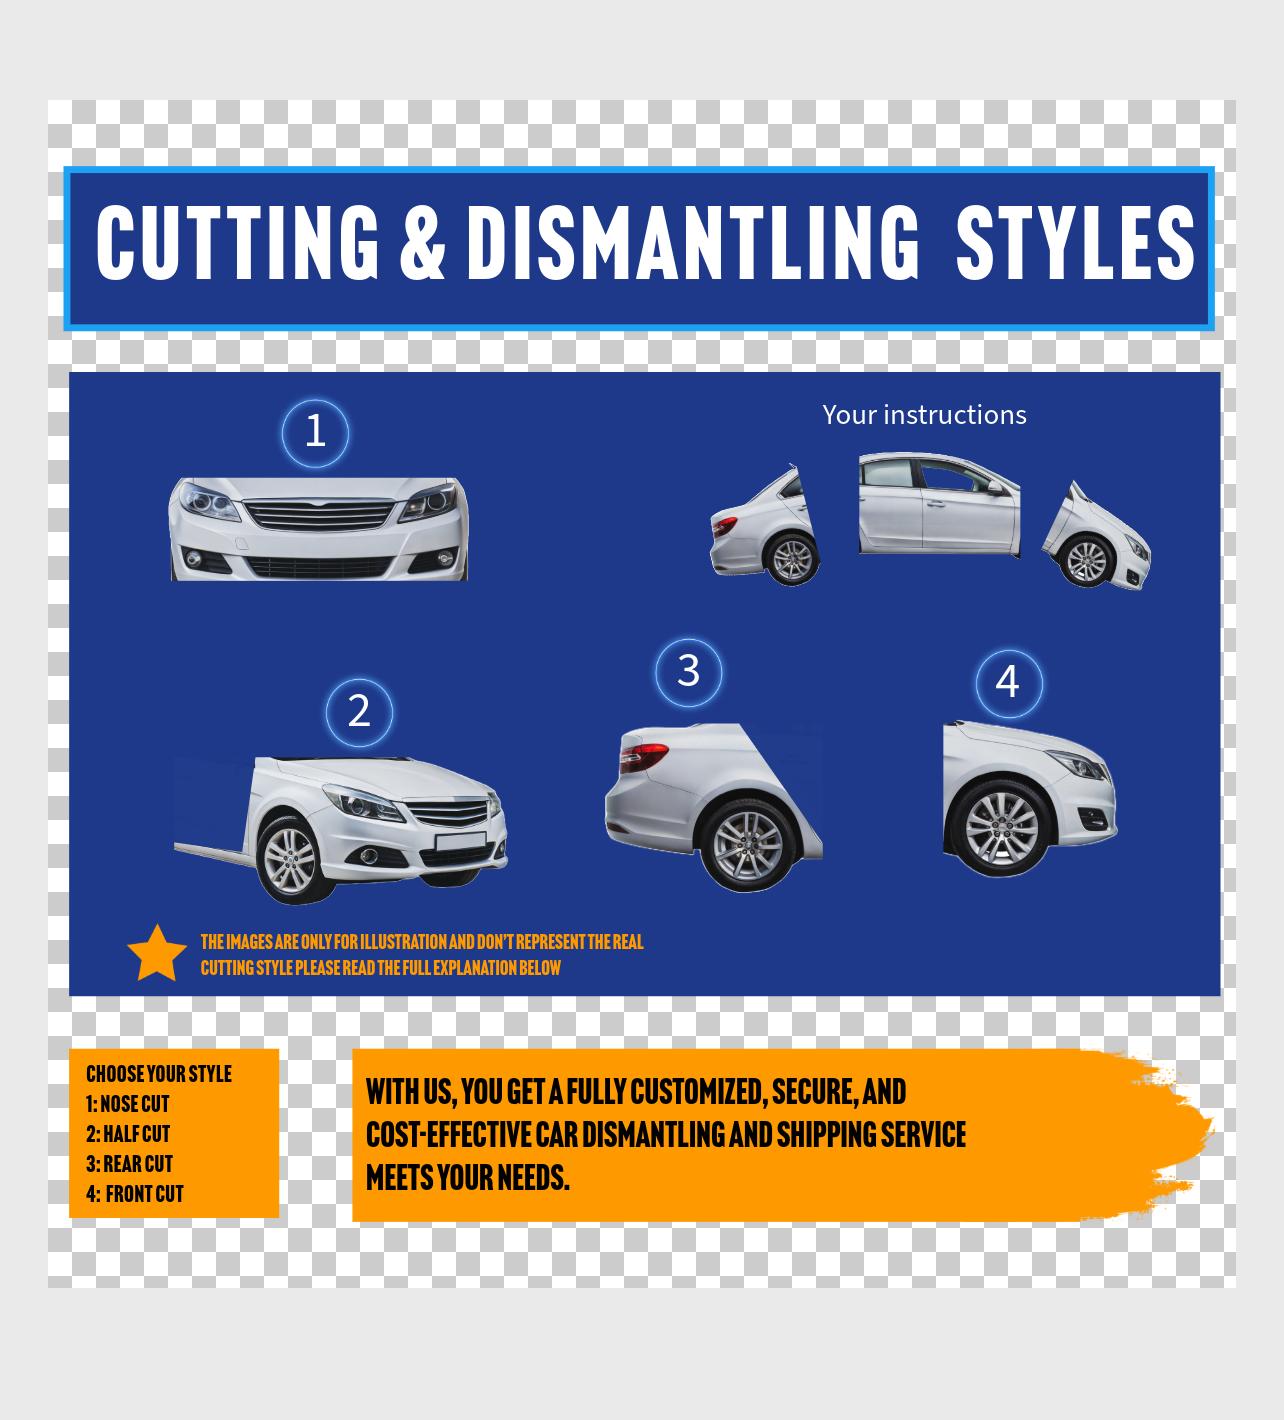 CUTTING & DISMANTLING STYLES
1
Your instructions
2
3
4
THE IMAGES ARE ONLY FOR ILLUSTRATION AND DON'T REPRESENT THE REAL
CUTTING STYLE PLEASE READ THE FULL EXPLANATION BELOW
CHOOSE YOUR STYLE
1: NOSE CUT
2: HALF CUT
3: REAR CUT
4: FRONT CUT
WITH US, YOU GET A FULLY CUSTOMIZED, SECURE, AND
COST-EFFECTIVE CAR DISMANTLING AND SHIPPING SERVICE
MEETS YOUR NEEDS.